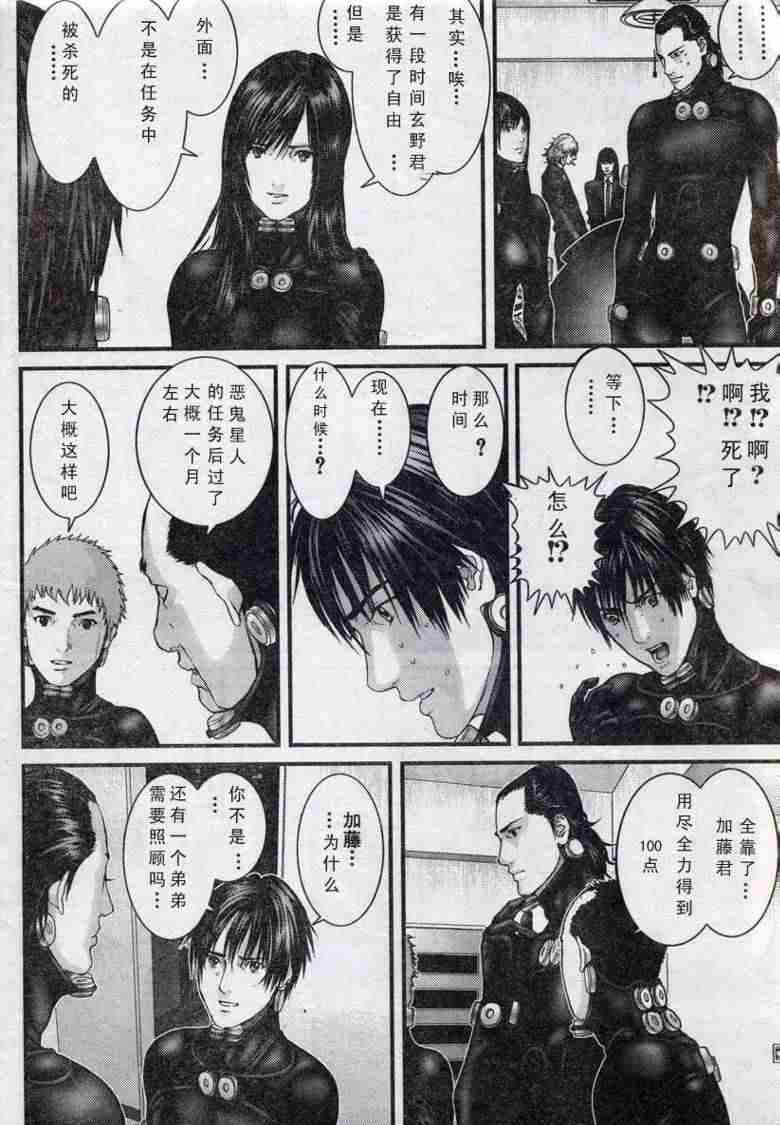 ………
………
其实…唉…
有一段时间玄野君
是获得了自由
…
但是
……
外面
…
不是在任务中
被杀死的
……
我?
啊啊
!?!?
死了
!?
等下
……
怎么!?
那么?
时间
现在……
什么
时候…?
恶鬼星人
的任务后过了
大概一个月
左右
大概这样吧
全靠了…
加藤君
用尽全力得到
100
点
加藤…
…为什么
你不是…
…
还有一个弟弟
需要照顾吗…